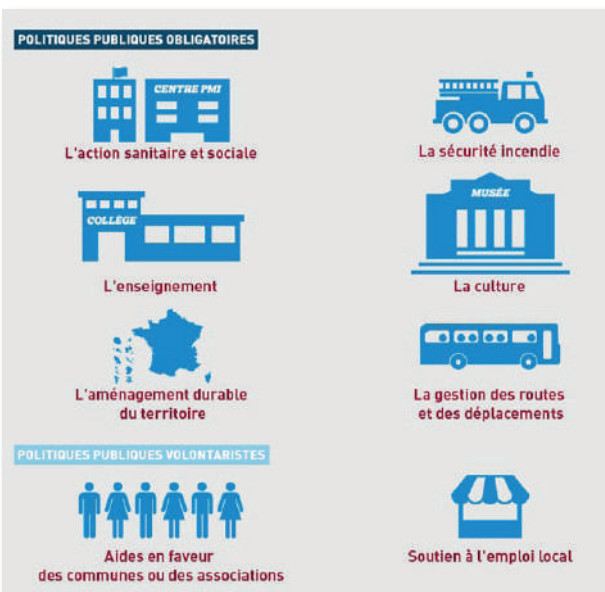 POLITIQUES PUBLIQUES OBLIGATOIRES
CENTRE PMI
L'action sanitaire et sociale
La sécurité incendie
COLLÈGE
L'enseignement
MUSÉE
La culture
L'aménagement durable
du territoire
La gestion des routes
et des déplacements
POLITIQUES PUBLIQUES VOLONTARISTES
Aides en faveur
des communes ou des associations
Soutien à l'emploi local